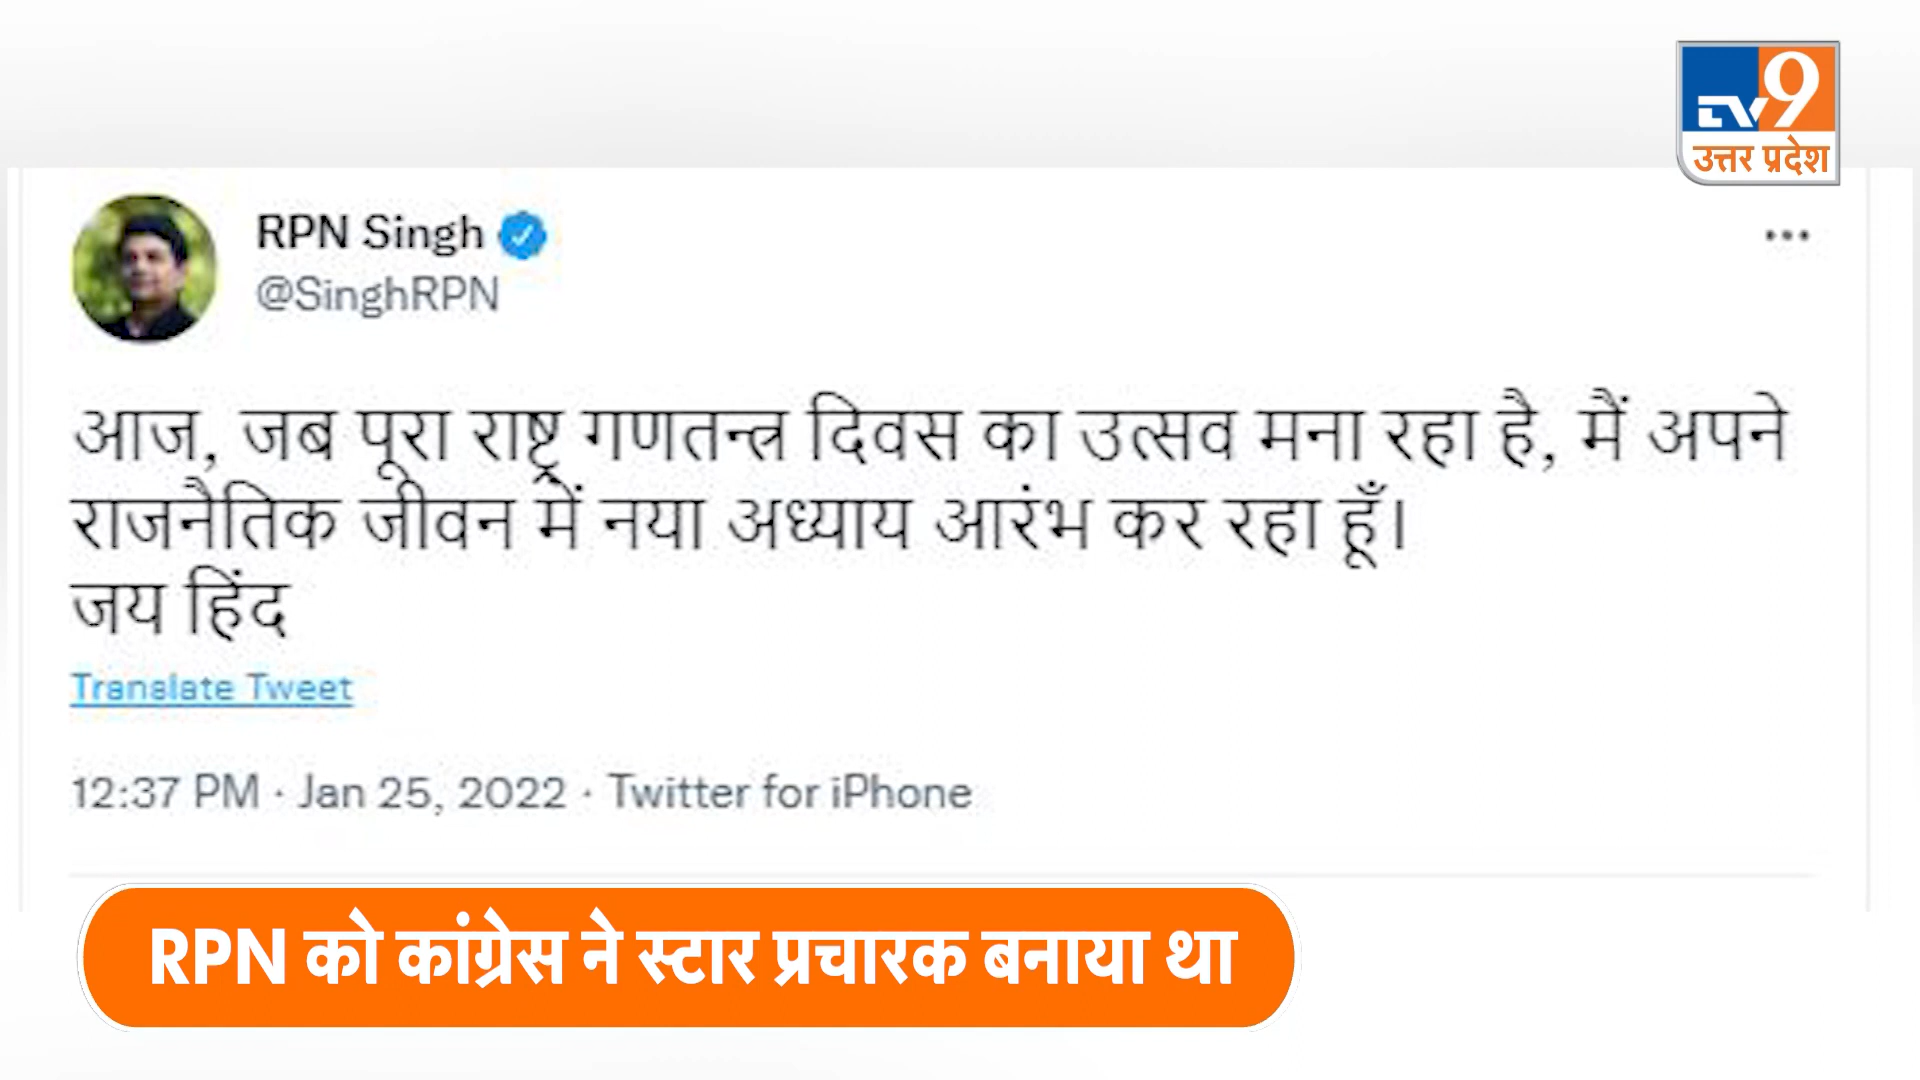 TV9
उत्तर प्रदेश
RPN Singh
@SinghRPN
आज, जब पूरा राष्ट्र गणतन्त्र दिवस का उत्सव मना रहा है, मैं अपने
राजनैतिक जीवन में नया अध्याय आरंभ कर रहा हूँ।
जय हिंद
Translate Tweet
12:37 PM · Jan 25, 2022 · Twitter for iPhone
RPN को कांग्रेस ने स्टार प्रचारक बनाया था